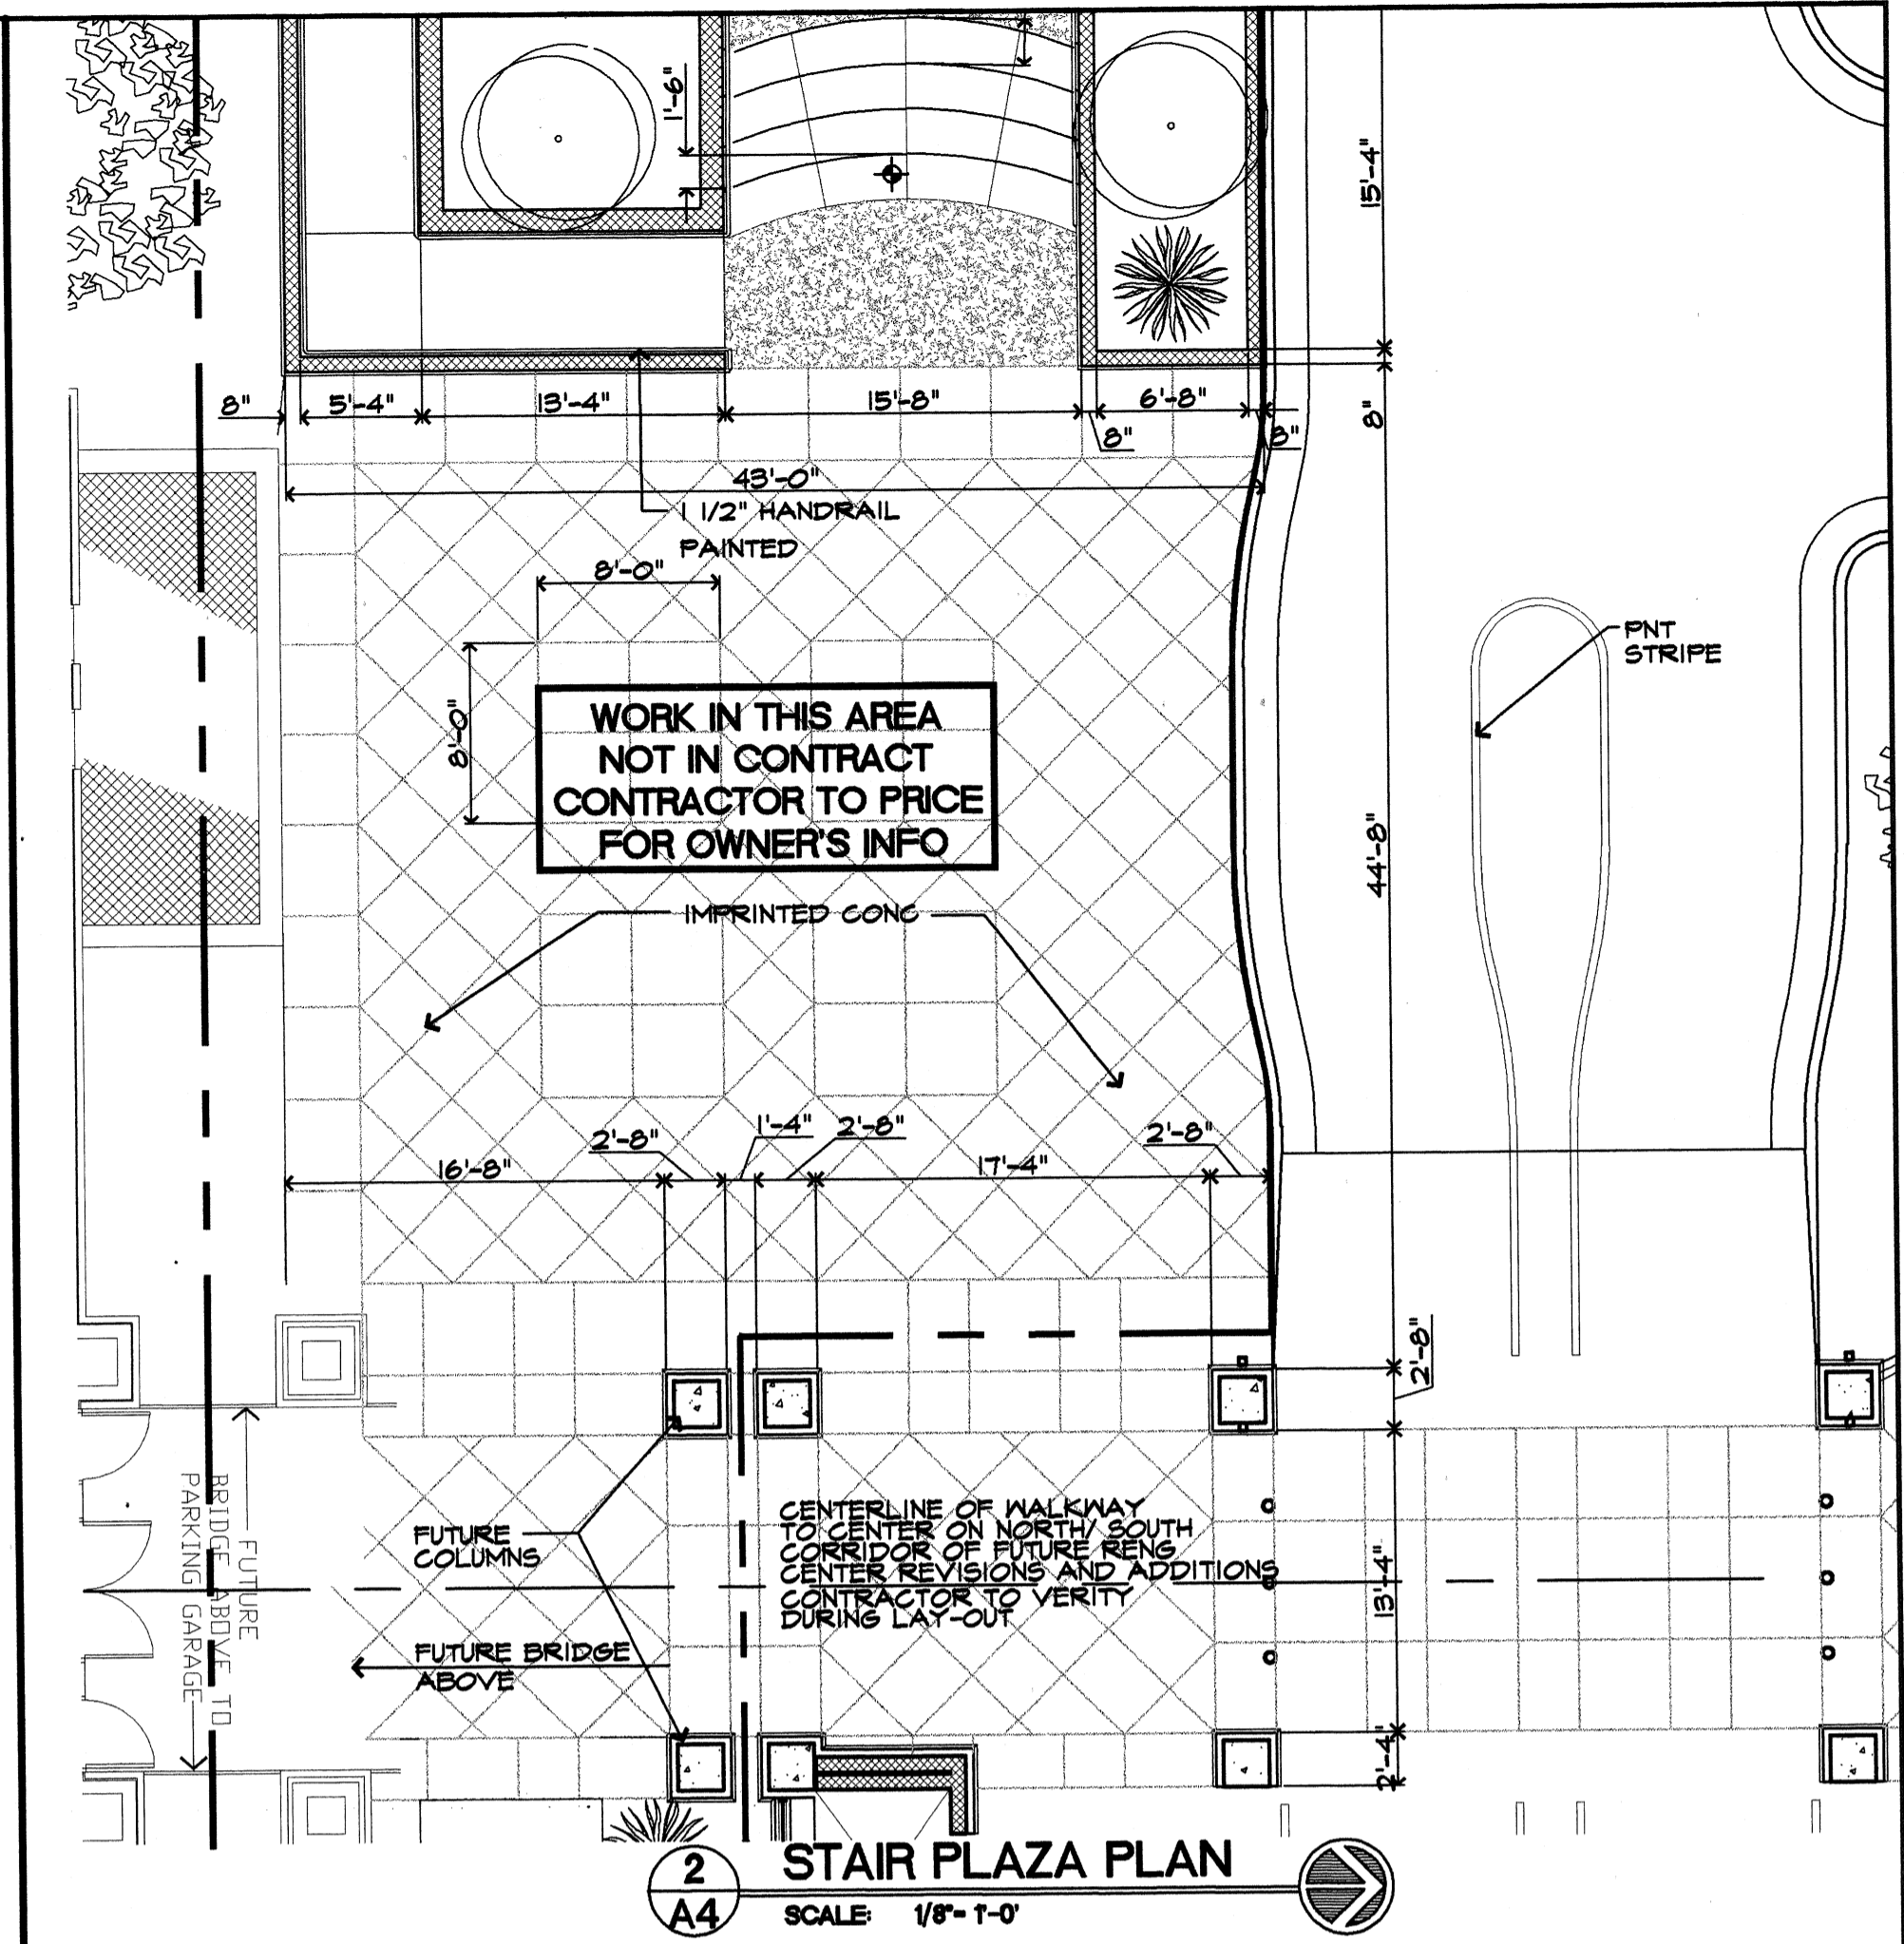 1'-6"
15'-4"
8"
5'-4"
13'-4"
15'-8"
6'-8"
8"
8"
8"
43'-0"
1 1/2" HANDRAIL
PAINTED
8'-0"
8'-0"
PNT
STRIPE
WORK IN THIS AREA
NOT IN CONTRACT
CONTRACTOR TO PRICE
FOR OWNER'S INFO
44'-8"
IMPRINTED CONC
1'-4"
2'-8"
2'-8"
2'-8"
16'-8"
17'-4"
2'-8"
FUTURE
BRIDGE ABOVE TO
PARKING GARAGE
FUTURE
COLUMNS
CENTERLINE OF WALKWAY
TO CENTER ON NORTH/ SOUTH
CORRIDOR OF FUTURE RENG
CENTER REVISIONS AND ADDITIONS
CONTRACTOR TO VERITY
DURING LAY-OUT
13'-4"
FUTURE BRIDGE
ABOVE
2'-4"
2
A4
STAIR PLAZA PLAN
SCALE: 1/8"= 1'-0'